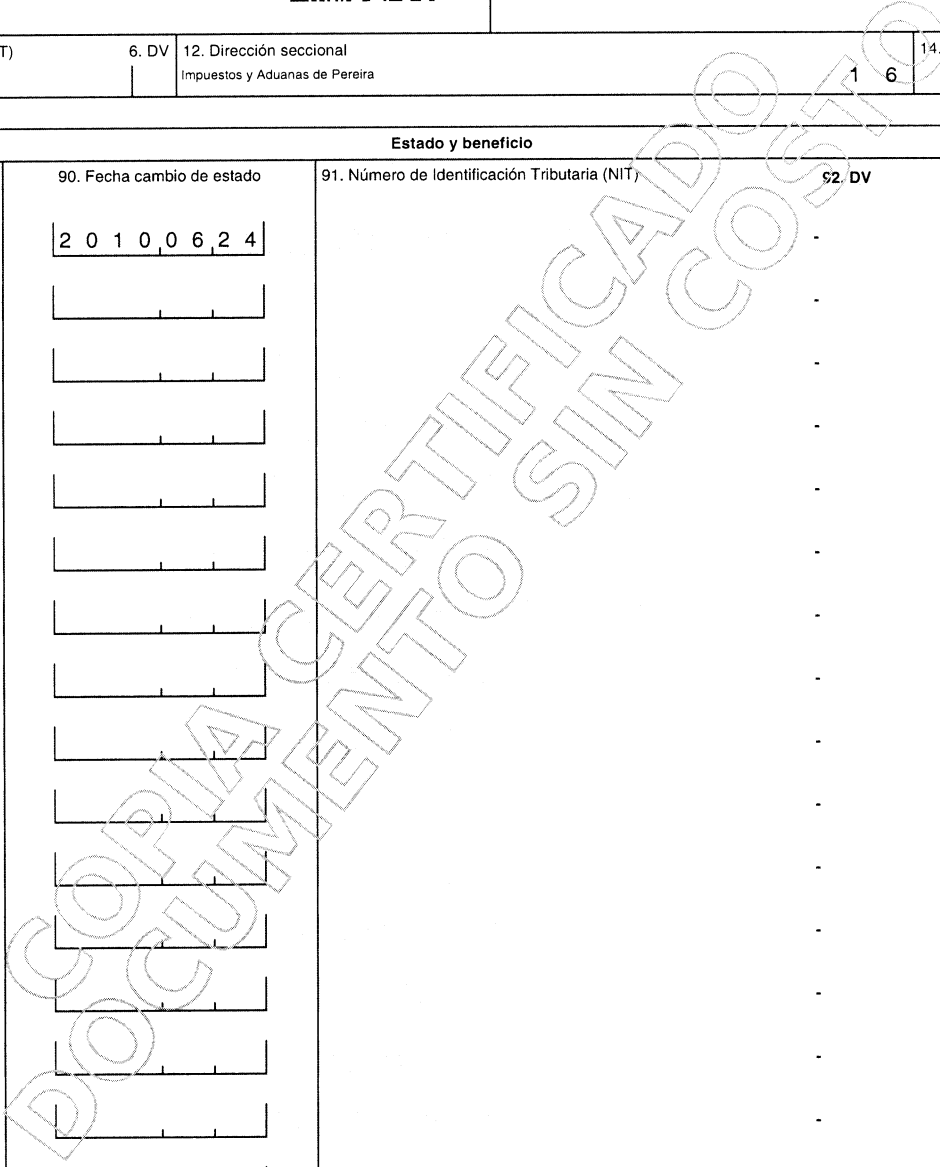 T) 6. DV 12. Dirección seccional 14.
Impuestos y Aduanas de Pereira 1 6
Estado y beneficio
90. Fecha cambio de estado 91. Número de Identificación Tributaria (NIT) 92. DV
2 0 1 0 0 6 2 4 -
-
-
-
-
-
-
-
-
-
-
-
-
-
-
COPIA CERTIFICADO
DOCUMENTO SIN COSTO